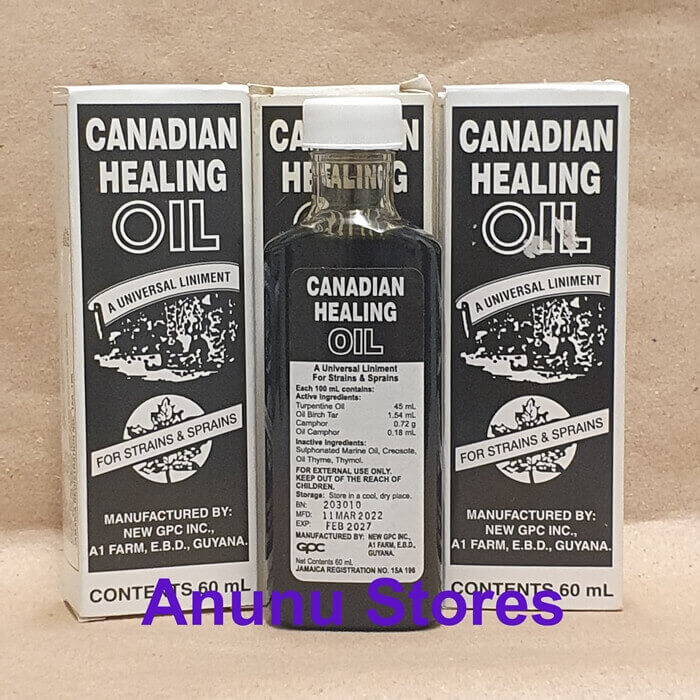 CANADIAN
HEALING
OIL
A UNIVERSAL LINIMENT
FOR STRAINS & SPRAINS
MANUFACTURED BY:
NEW GPC INC.,
A1 FARM, E.B.D., GUYANA.
CONTENTS 60 mL
CANADIAN
HEALING
OIL
A Universal Liniment
For Strains & Sprains
Each 100 mL contains:
Active Ingredients:
Turpentine Oil 45 mL
Oil Birch Tar 1.54 mL
Camphor 0.72 g
Oil Camphor 0.18 mL
Inactive Ingredients:
Sulphonated Marine Oil, Creosote,
Oil Thyme, Thymol.
FOR EXTERNAL USE ONLY.
KEEP OUT OF THE REACH OF
CHILDREN.
Storage: Store in a cool, dry place.
BN: 203010
MFD: 11 MAR 2022
EXP: FEB 2027
MANUFACTURED BY: NEW GPC INC.,
A1 FARM, E.B.D.,
GUYANA.
GPC
Net Contents 60 mL
JAMAICA REGISTRATION NO. 15A 196
CANADIAN
HEALING
OIL
A UNIVERSAL LINIMENT
FOR STRAINS & SPRAINS
MANUFACTURED BY:
NEW GPC INC.,
A1 FARM, E.B.D., GUYANA.
CONTENTS 60 mL
Anunu Stores